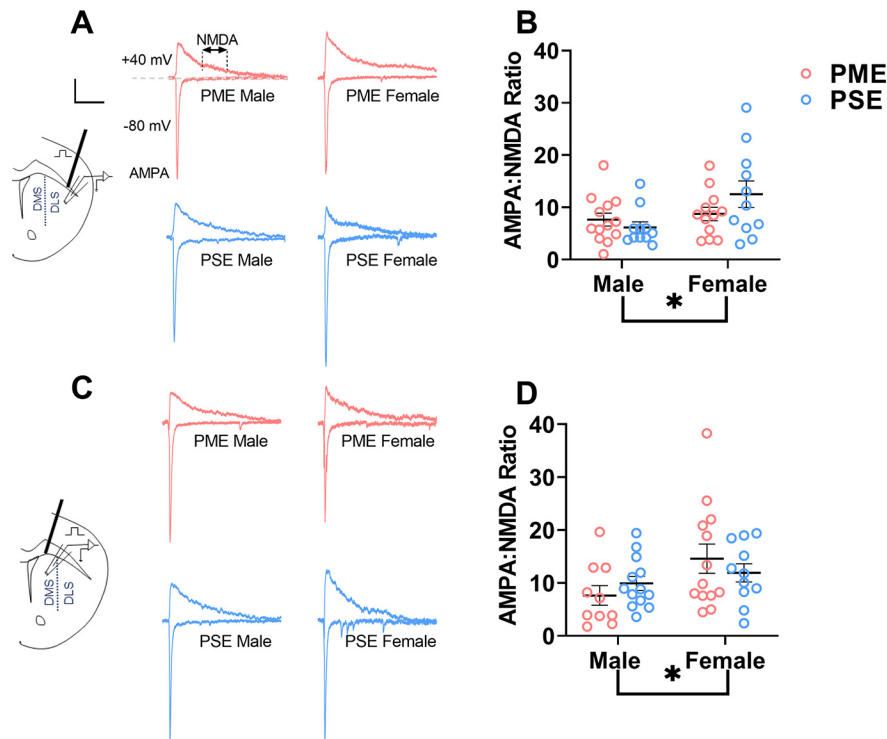 A
NMDA
+40 mV
PME Male
PME Female
-80 mV
AMPA
DMS
DLS
PSE Male
PSE Female
B
AMPA:NMDA Ratio
40
30
20
10
0
Male
Female
*
PME
PSE
C
PME Male
PME Female
DMS
DLS
PSE Male
PSE Female
D
AMPA:NMDA Ratio
40
30
20
10
0
Male
Female
*